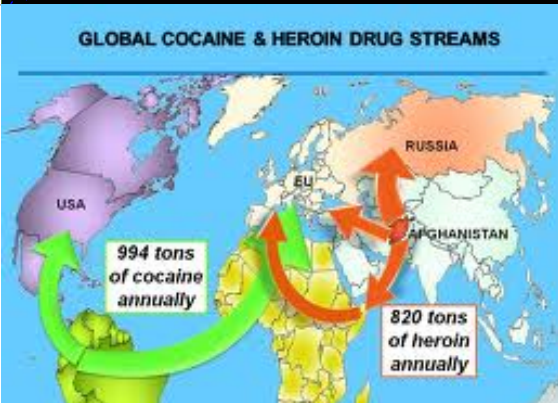 GLOBAL COCAINE & HEROIN DRUG STREAMS
RUSSIA
EU
USA
AFGHANISTAN
994 tons
of cocaine
annually
820 tons
of heroin
annually